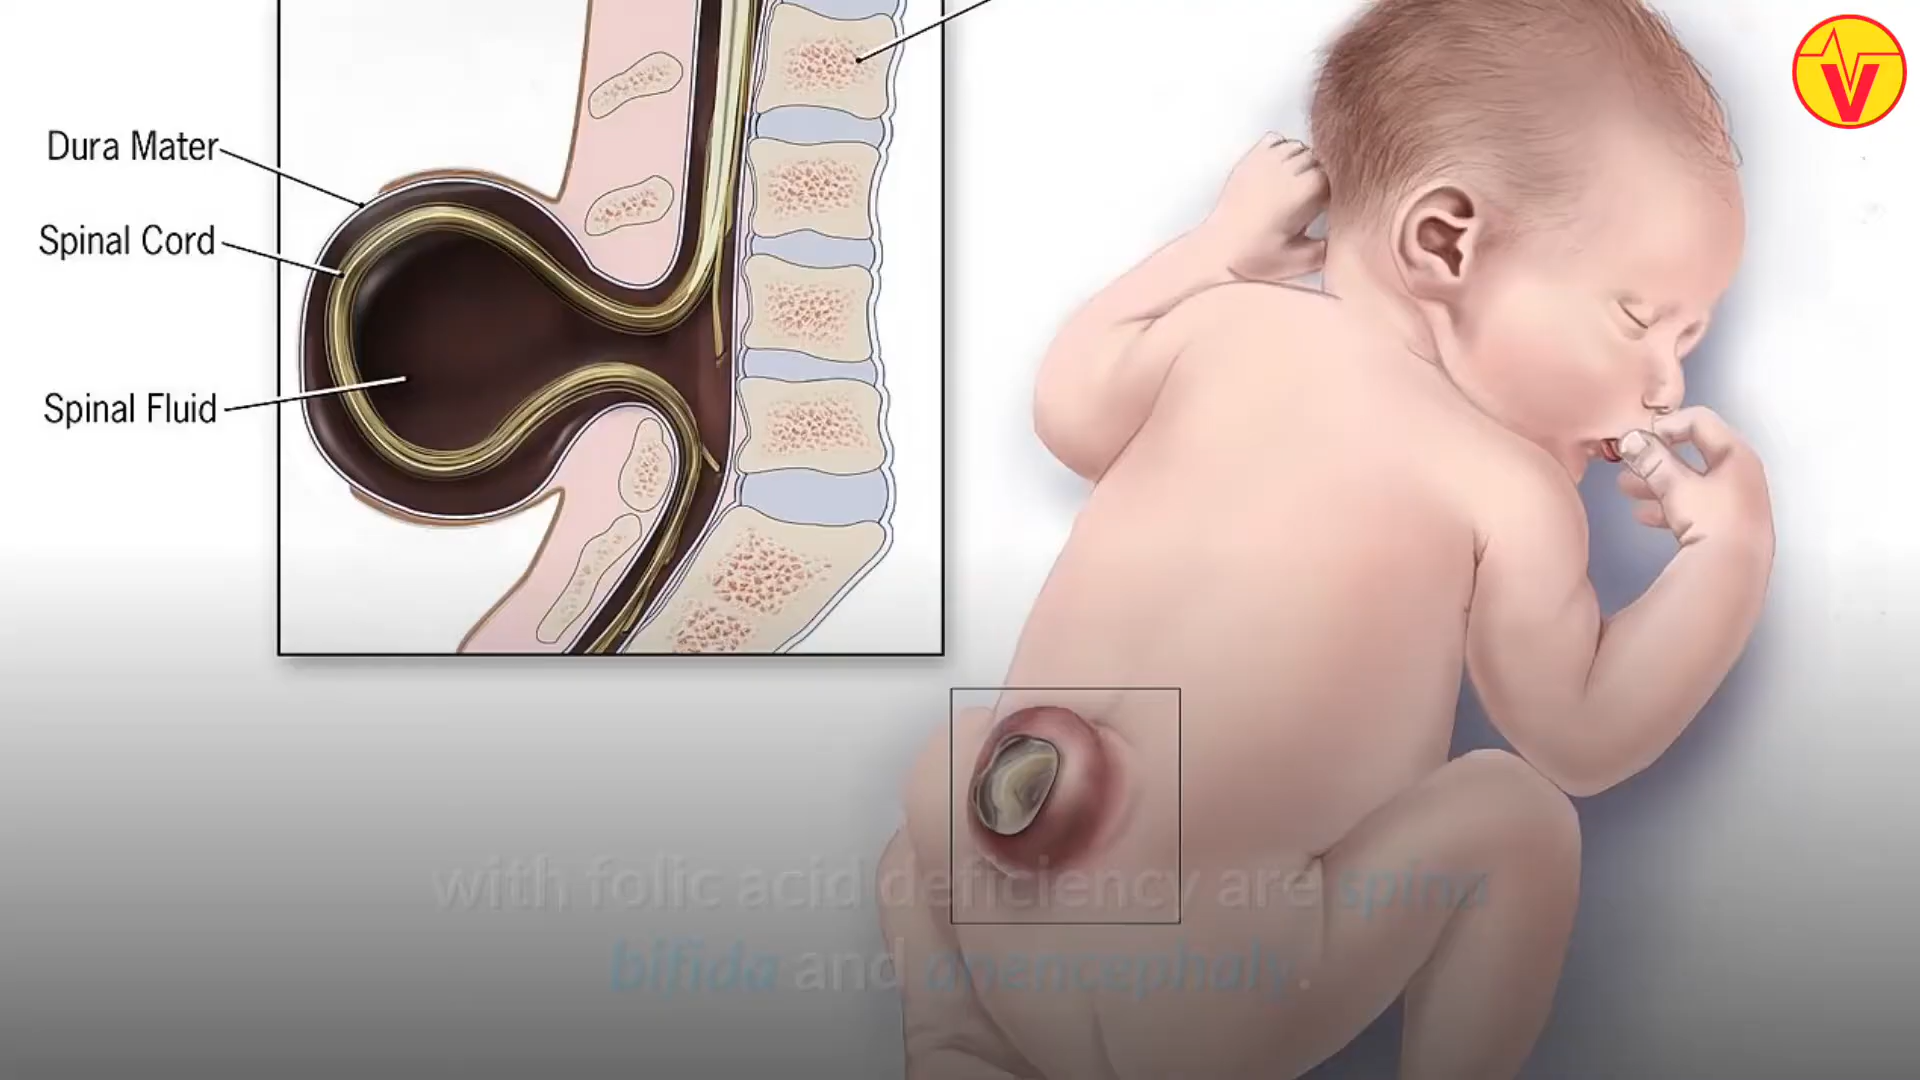 Dura Mater
Spinal Cord
Spinal Fluid
V
with folic acid deficiency are spina
bifida and anencephaly.